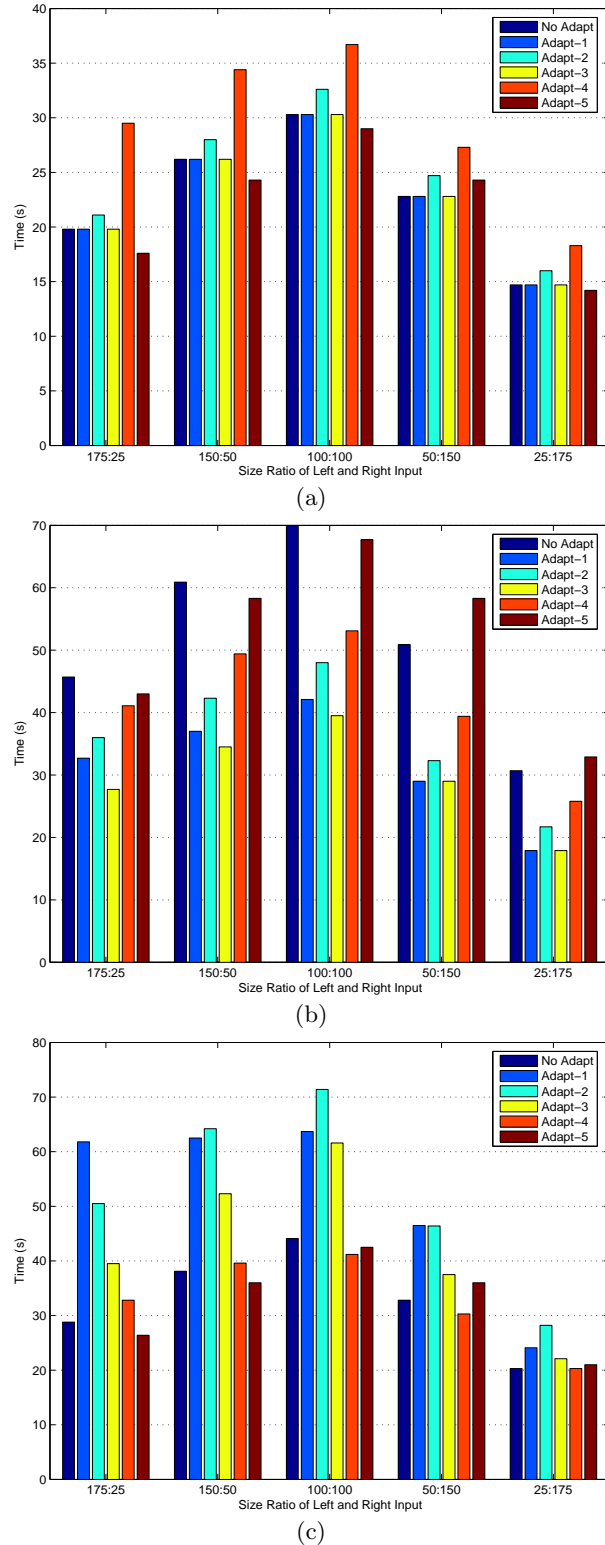 40
35
30
25
20
15
10
5
0
Time (s)
No Adapt
Adapt-1
Adapt-2
Adapt-3
Adapt-4
Adapt-5
175:25 150:50 100:100 50:150 25:175
Size Ratio of Left and Right Input
(a)
70
60
50
40
30
20
10
0
Time (s)
No Adapt
Adapt-1
Adapt-2
Adapt-3
Adapt-4
Adapt-5
175:25 150:50 100:100 50:150 25:175
Size Ratio of Left and Right Input
(b)
80
70
60
50
40
30
20
10
0
Time (s)
No Adapt
Adapt-1
Adapt-2
Adapt-3
Adapt-4
Adapt-5
175:25 150:50 100:100 50:150 25:175
Size Ratio of Left and Right Input
(c)